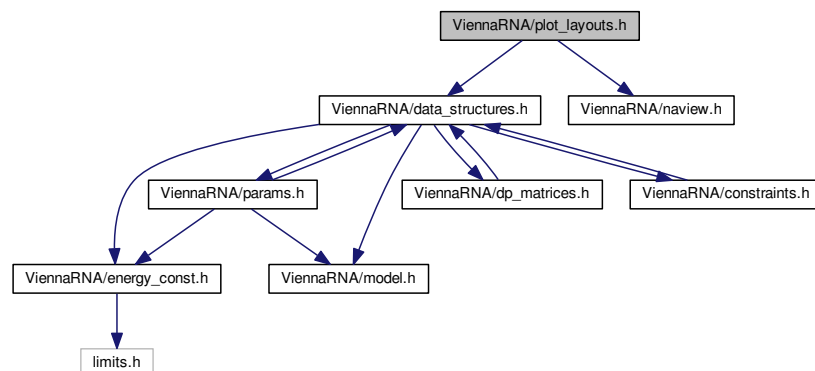 ViennaRNA/plot_layouts.h
ViennaRNA/data_structures.h
ViennaRNA/naview.h
ViennaRNA/params.h
ViennaRNA/dp_matrices.h
ViennaRNA/constraints.h
ViennaRNA/energy_const.h
ViennaRNA/model.h
limits.h